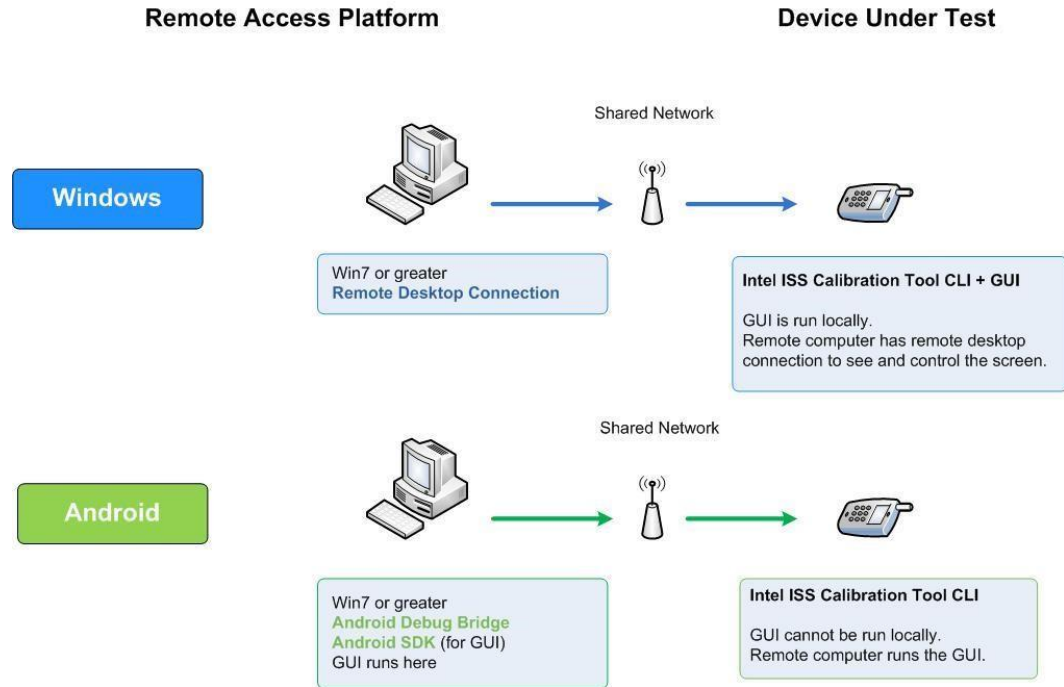 Remote Access Platform
Device Under Test
Shared Network
Windows
Win7 or greater
Remote Desktop Connection
Intel ISS Calibration Tool CLI + GUI
GUI is run locally.
Remote computer has remote desktop
connection to see and control the screen.
Shared Network
Android
Win7 or greater
Android Debug Bridge
Android SDK (for GUI)
GUI runs here
Intel ISS Calibration Tool CLI
GUI cannot be run locally.
Remote computer runs the GUI.